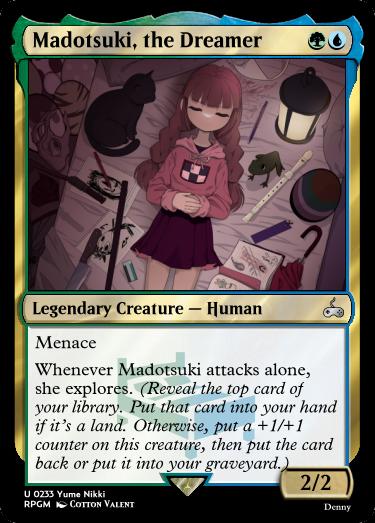 Madotsuki, the Dreamer
Legendary Creature — Human
Menace
Whenever Madotsuki attacks alone,
she explores. (Reveal the top card of
your library. Put that card into your hand
if it's a land. Otherwise, put a +1/+1
counter on this creature, then put the card
back or put it into your graveyard.)
2/2
U 0233 Yume Nikki
RPGM Cotton Valent
Denny